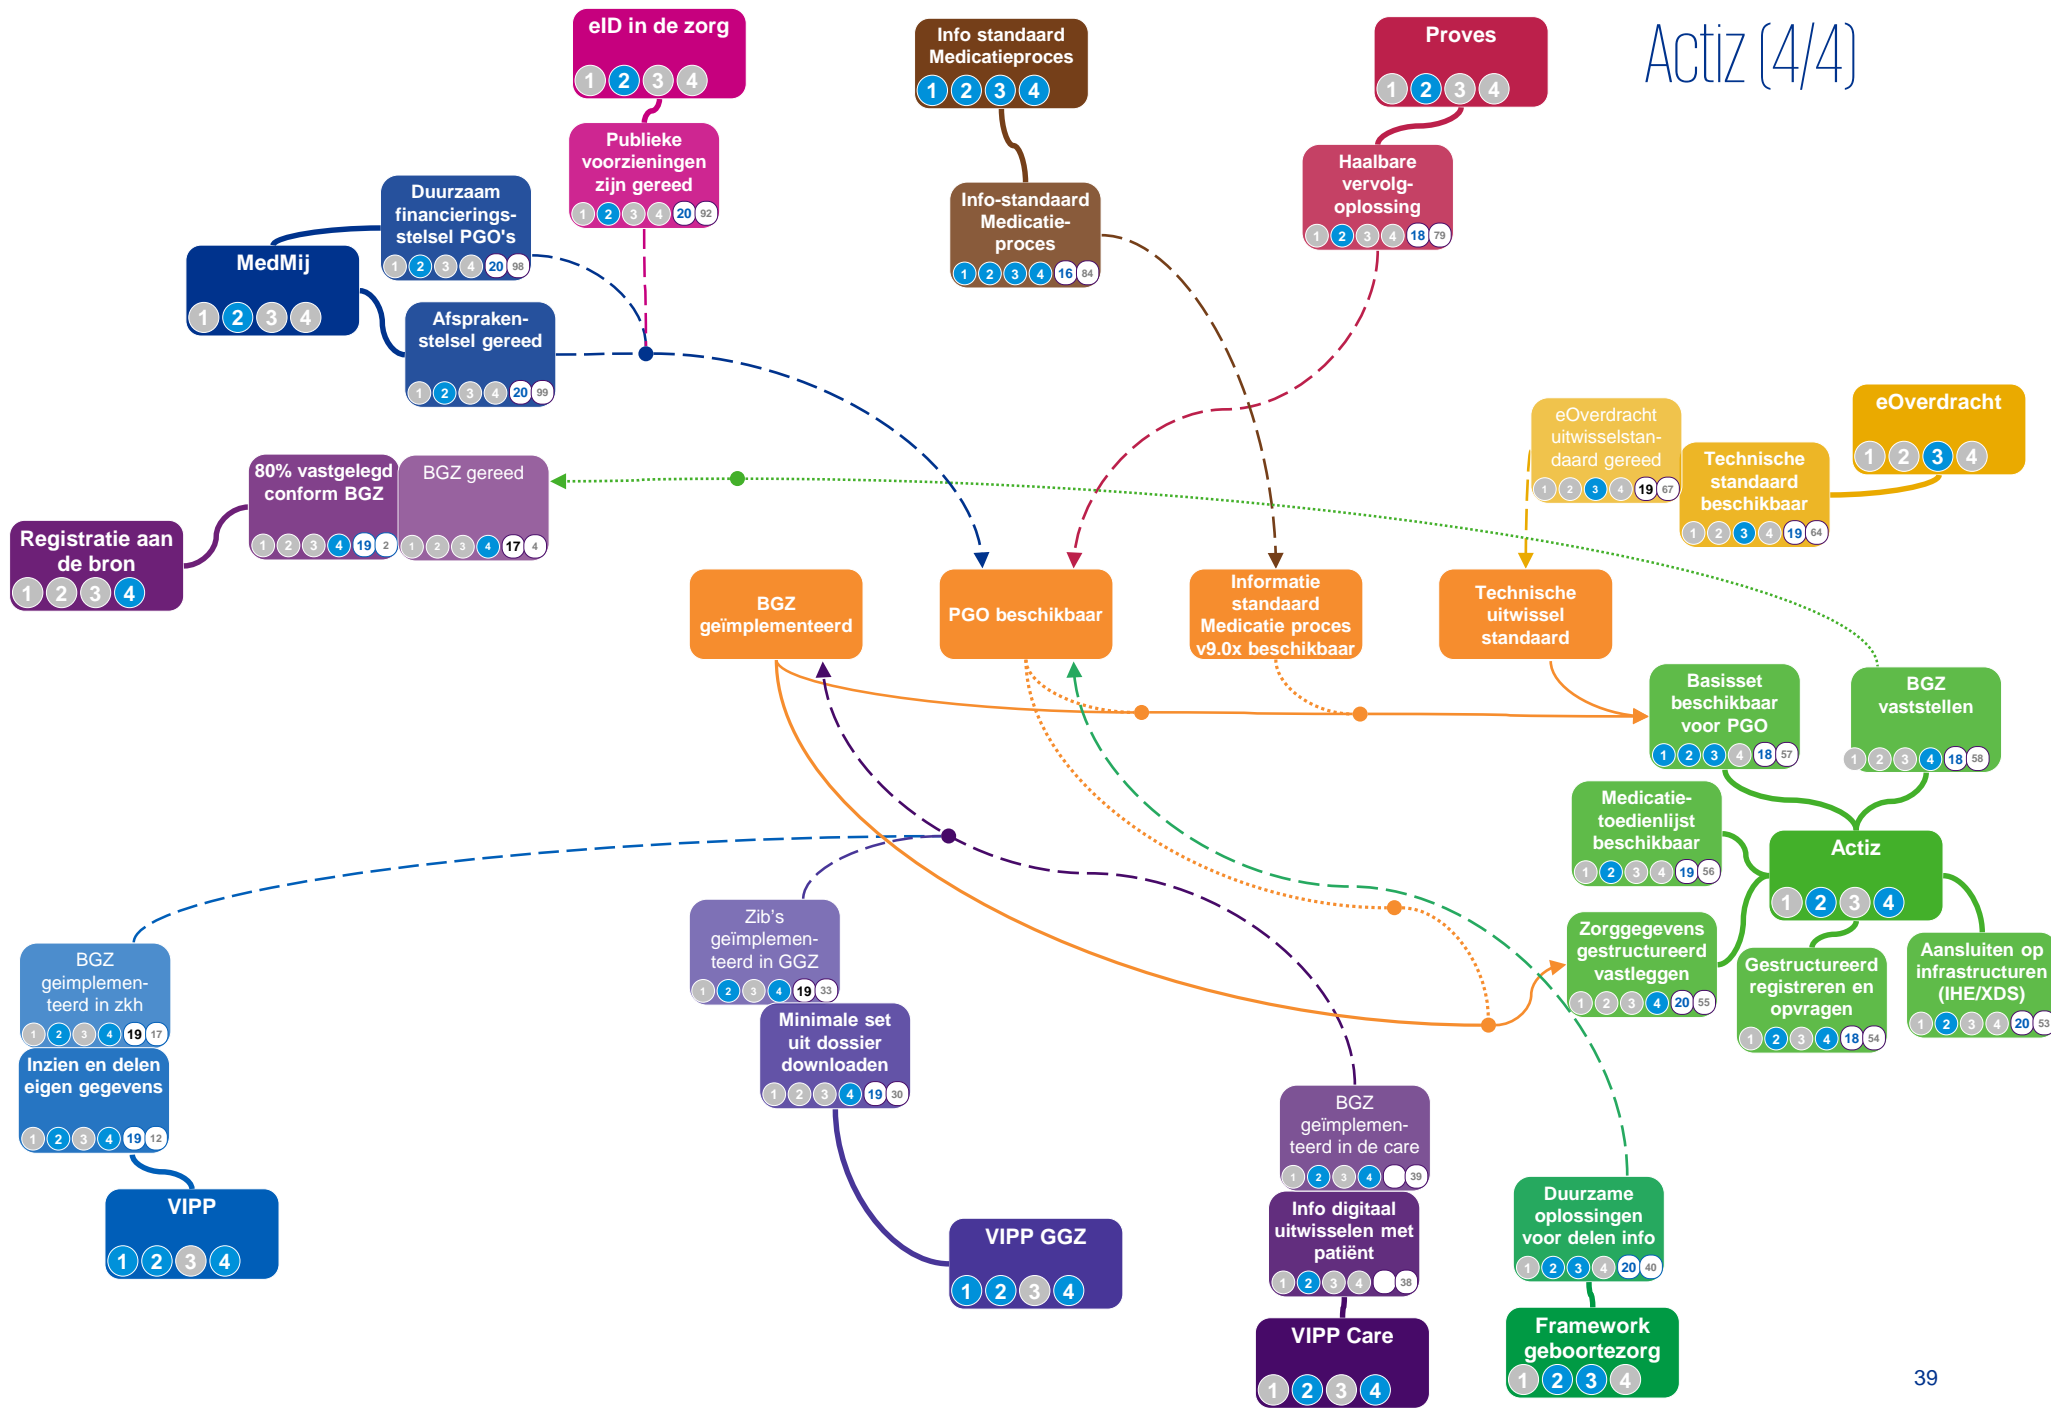 Actiz (4/4)
eID in de zorg
1 2 3 4
Info standaard
Medicatieproces
1 2 3 4
Proves
1 2 3 4
Publieke
voorzieningen
zijn gereed
1 2 3 4 20 92
Haalbare
vervolg-
oplossing
1 2 3 4 18 79
Duurzaam
financierings-
stelsel PGO's
1 2 3 4 20 98
Info-standaard
Medicatie-
proces
1 2 3 4 16 84
MedMij
1 2 3 4
Afspraken-
stelsel gereed
1 2 3 4 20 99
eOverdracht
1 2 3 4
eOverdracht
uitwisselstan-
daard gereed
1 2 3 4 19 67
Technische
standaard
beschikbaar
1 2 3 4 19 64
80% vastgelegd
conform BGZ
1 2 3 4 19 2
BGZ gereed
1 2 3 4 17 4
Registratie aan
de bron
1 2 3 4
BGZ
geïmplementeerd
PGO beschikbaar
Informatie
standaard
Medicatie proces
v9.0x beschikbaar
Technische
uitwissel
standaard
Basisset
beschikbaar
voor PGO
1 2 3 4 18 57
BGZ
vaststellen
1 2 3 4 18 58
Medicatie-
toedienlijst
beschikbaar
1 2 3 4 19 56
Actiz
1 2 3 4
Zorggegevens
gestructureerd
vastleggen
1 2 3 4 20 55
Gestructureerd
registreren en
opvragen
1 2 3 4 18 54
Aansluiten op
infrastructuren
(IHE/XDS)
1 2 3 4 20 53
BGZ
geimplemen-
teerd in zkh
1 2 3 4 19 17
Inzien en delen
eigen gegevens
1 2 3 4 19 12
VIPP
1 2 3 4
Zib's
geïmplemen-
teerd in GGZ
1 2 3 4 19 33
Minimale set
uit dossier
downloaden
1 2 3 4 19 30
VIPP GGZ
1 2 3 4
BGZ
geïmplemen-
teerd in de care
1 2 3 4 39
Info digitaal
uitwisselen met
patiënt
1 2 3 4 38
VIPP Care
1 2 3 4
Duurzame
oplossingen
voor delen info
1 2 3 4 20 40
Framework
geboortezorg
1 2 3 4
39